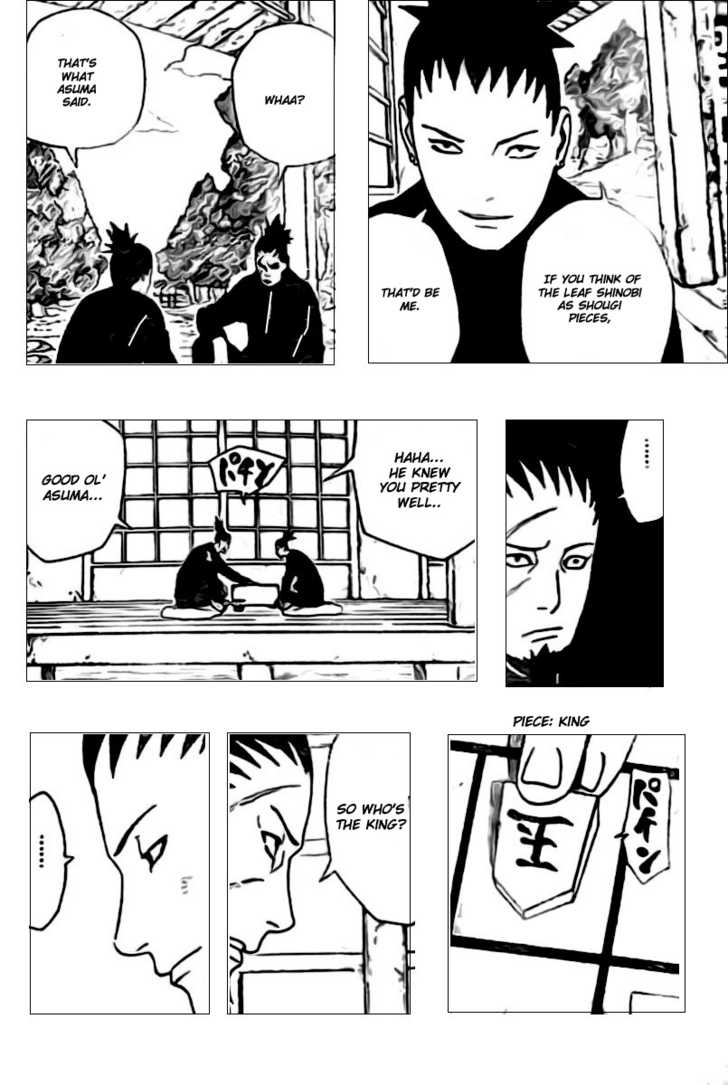 IF YOU THINK OF
THE LEAF SHINOBI
AS SHOUGI
PIECES,
THAT'D BE
ME.
WHAA?
THAT'S
WHAT
ASUMA
SAID.
.......
HAHA...
HE KNEW
YOU PRETTY
WELL..
パチン
GOOD OL'
ASUMA...
PIECE: KING
王
パチン
SO WHO'S
THE KING?
.......